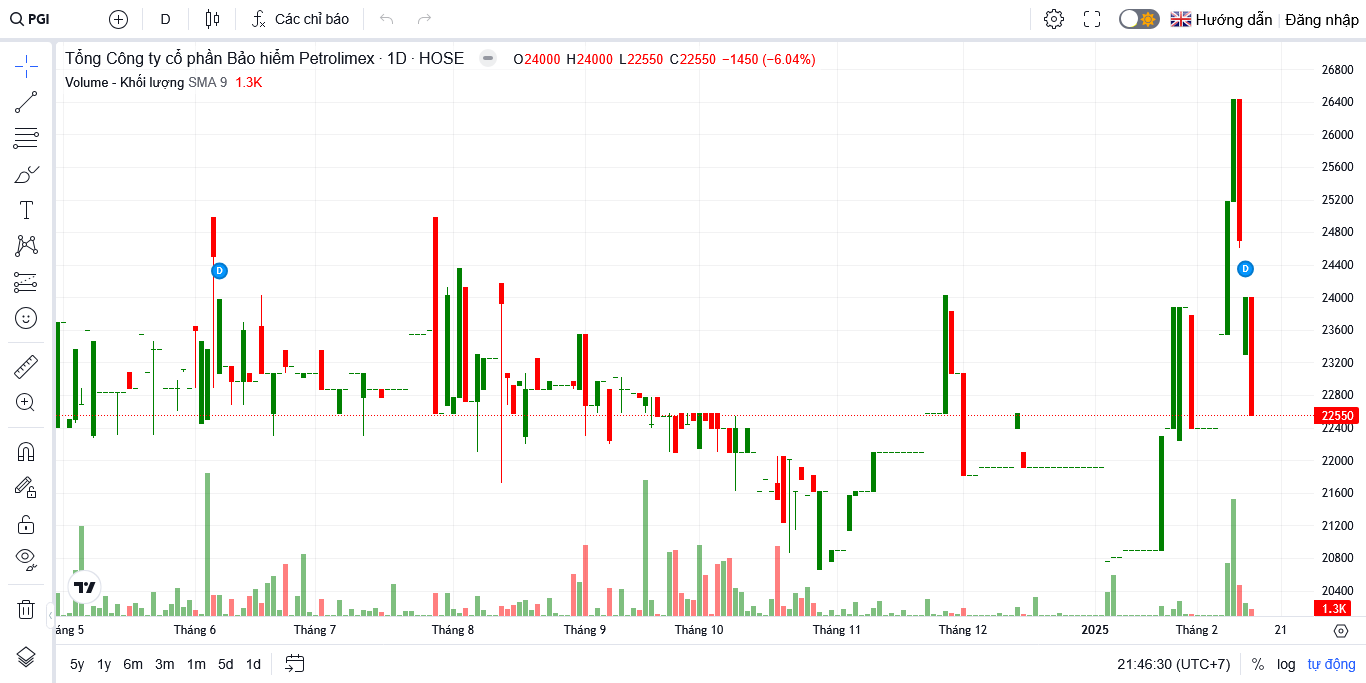 PGI D Các chỉ báo Hướng dẫn Đăng nhập
Tổng Công ty cổ phần Bảo hiểm Petrolimex · 1D · HOSE O24000 H24000 L22550 C22550 −1450 (−6.04%)
Volume - Khối lượng SMA 9 1.3K
26800
26400
26000
25600
25200
24800
24400
D
D
24000
23600
23200
22800
22550
22400
22000
21600
21200
20800
20400
1.3K
áng 5 Tháng 6 Tháng 7 Tháng 8 Tháng 9 Tháng 10 Tháng 11 Tháng 12 2025 Tháng 2 21
5y 1y 6m 3m 1m 5d 1d 21:46:30 (UTC+7) % log tự động